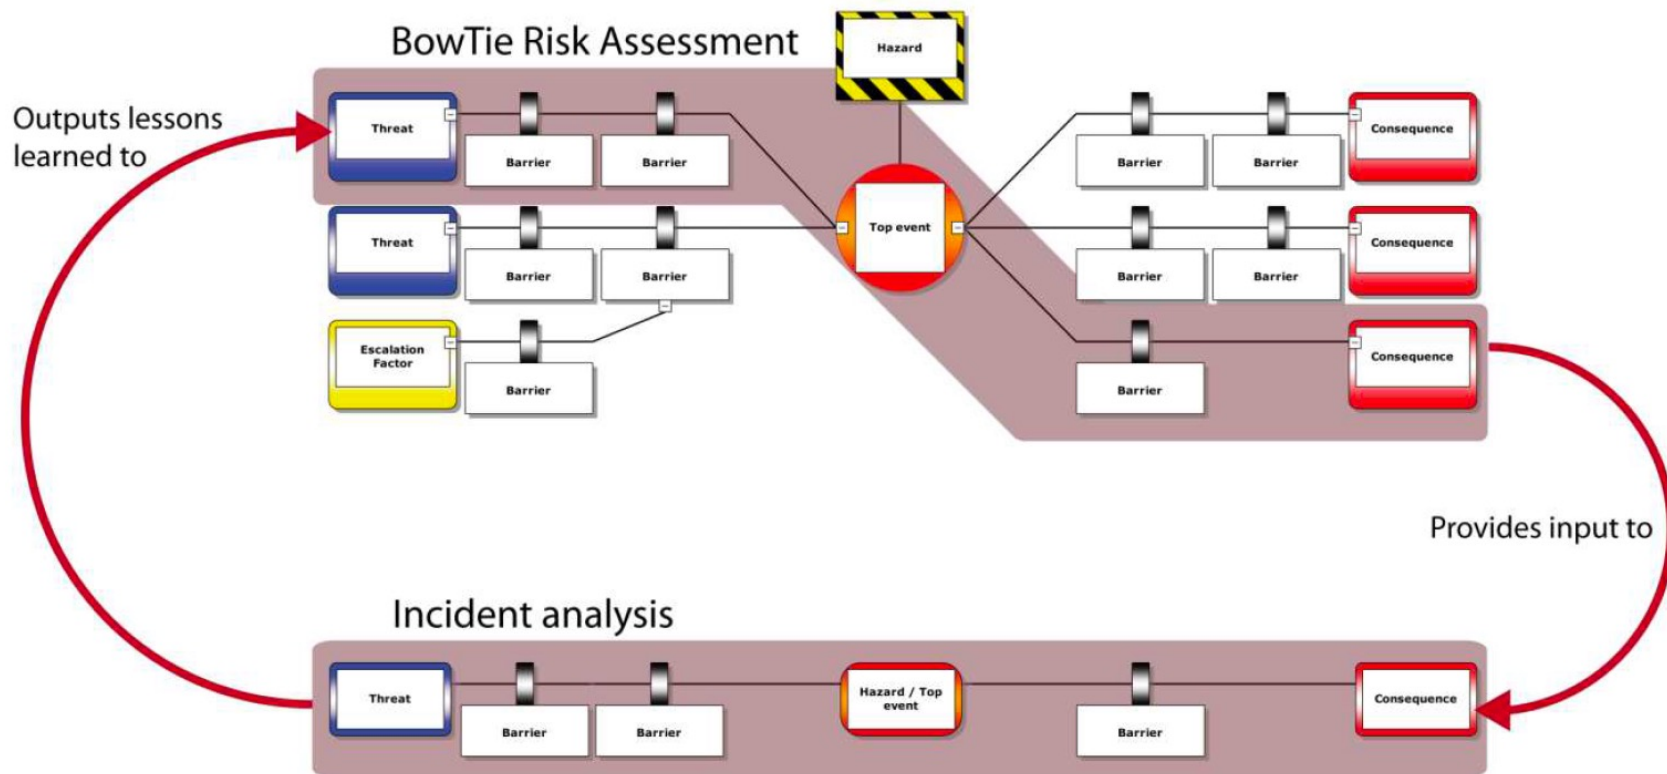 BowTie Risk Assessment
Hazard
Outputs lessons
learned to
Threat
Barrier
Barrier
Top event
Barrier
Barrier
Consequence
Threat
Barrier
Barrier
Barrier
Barrier
Consequence
Escalation
Factor
Barrier
Barrier
Consequence
Provides input to
Incident analysis
Threat
Barrier
Barrier
Hazard / Top
event
Barrier
Consequence